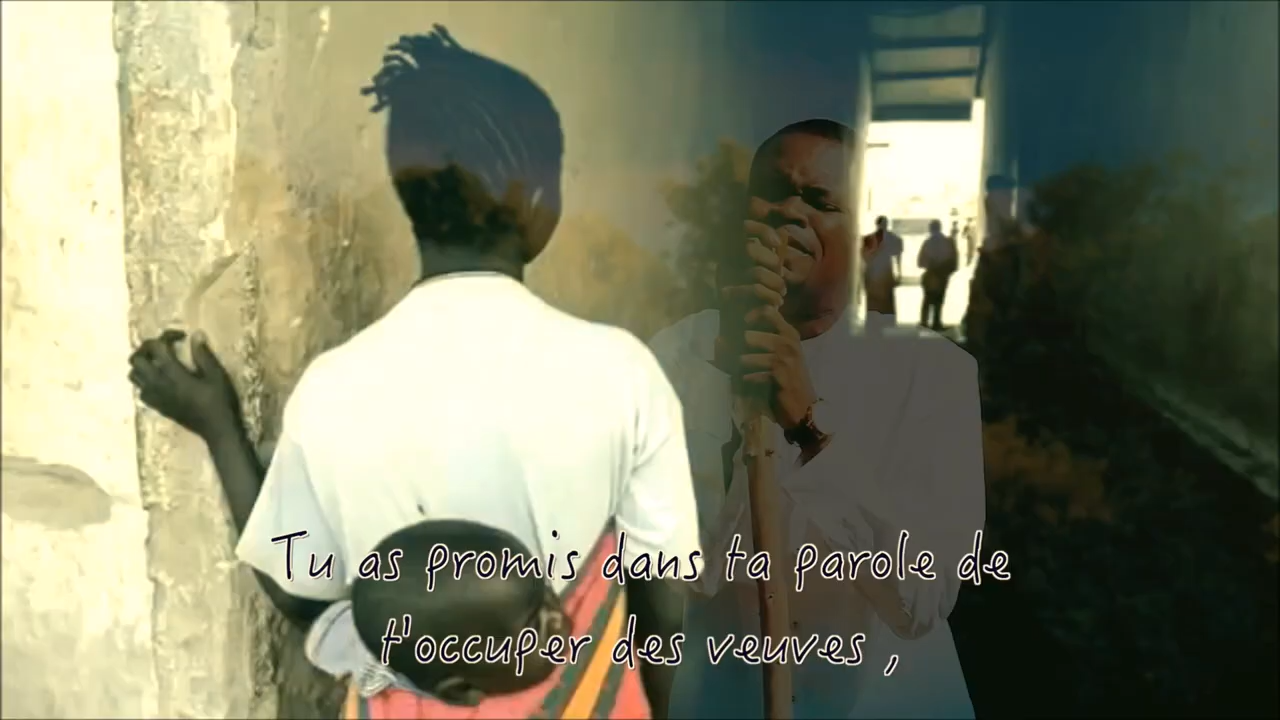 Tu as promis dans ta parole de
t'occuper des veuves ,